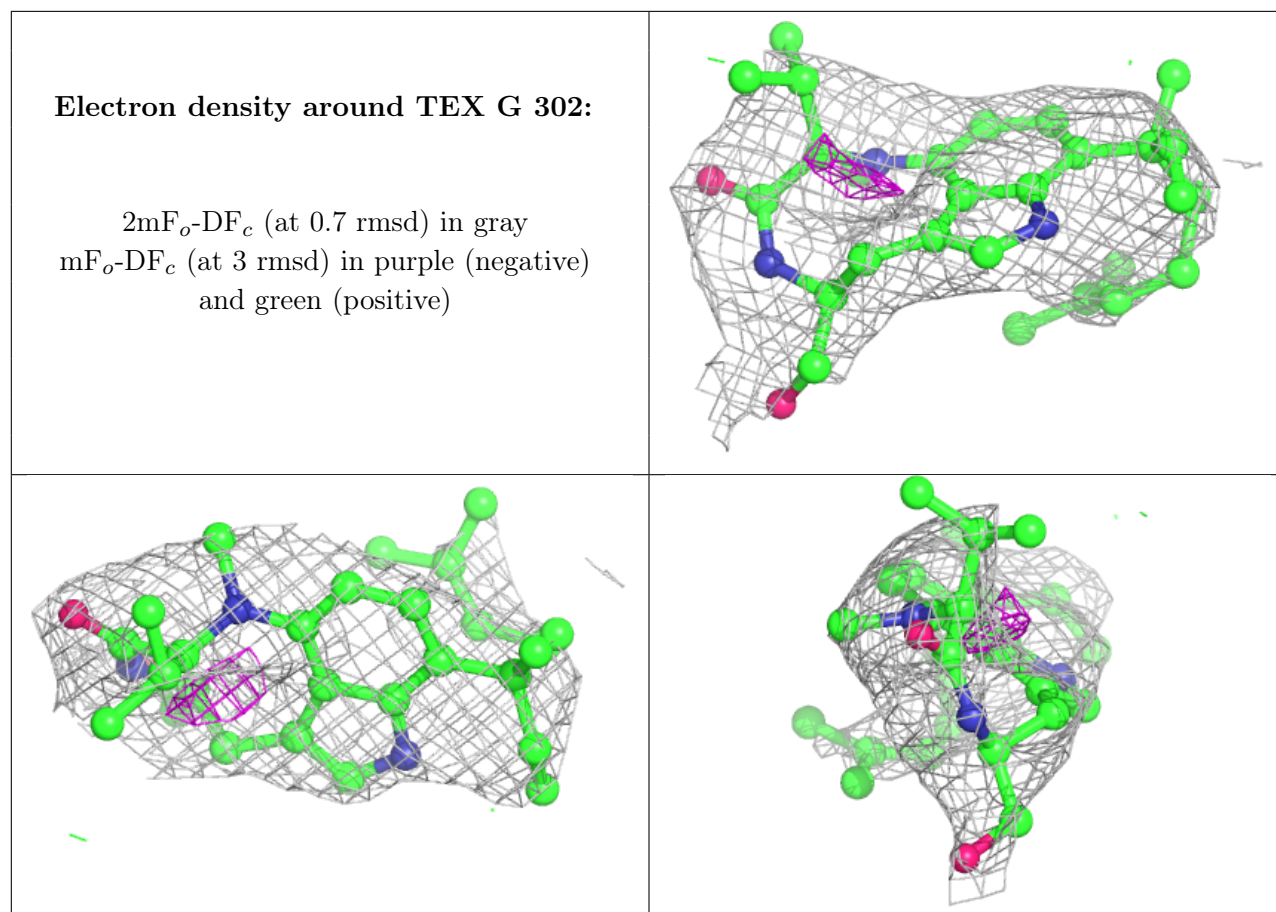 Electron density around TEX G 302:
2mFo-DFc (at 0.7 rmsd) in gray
mFo-DFc (at 3 rmsd) in purple (negative)
and green (positive)